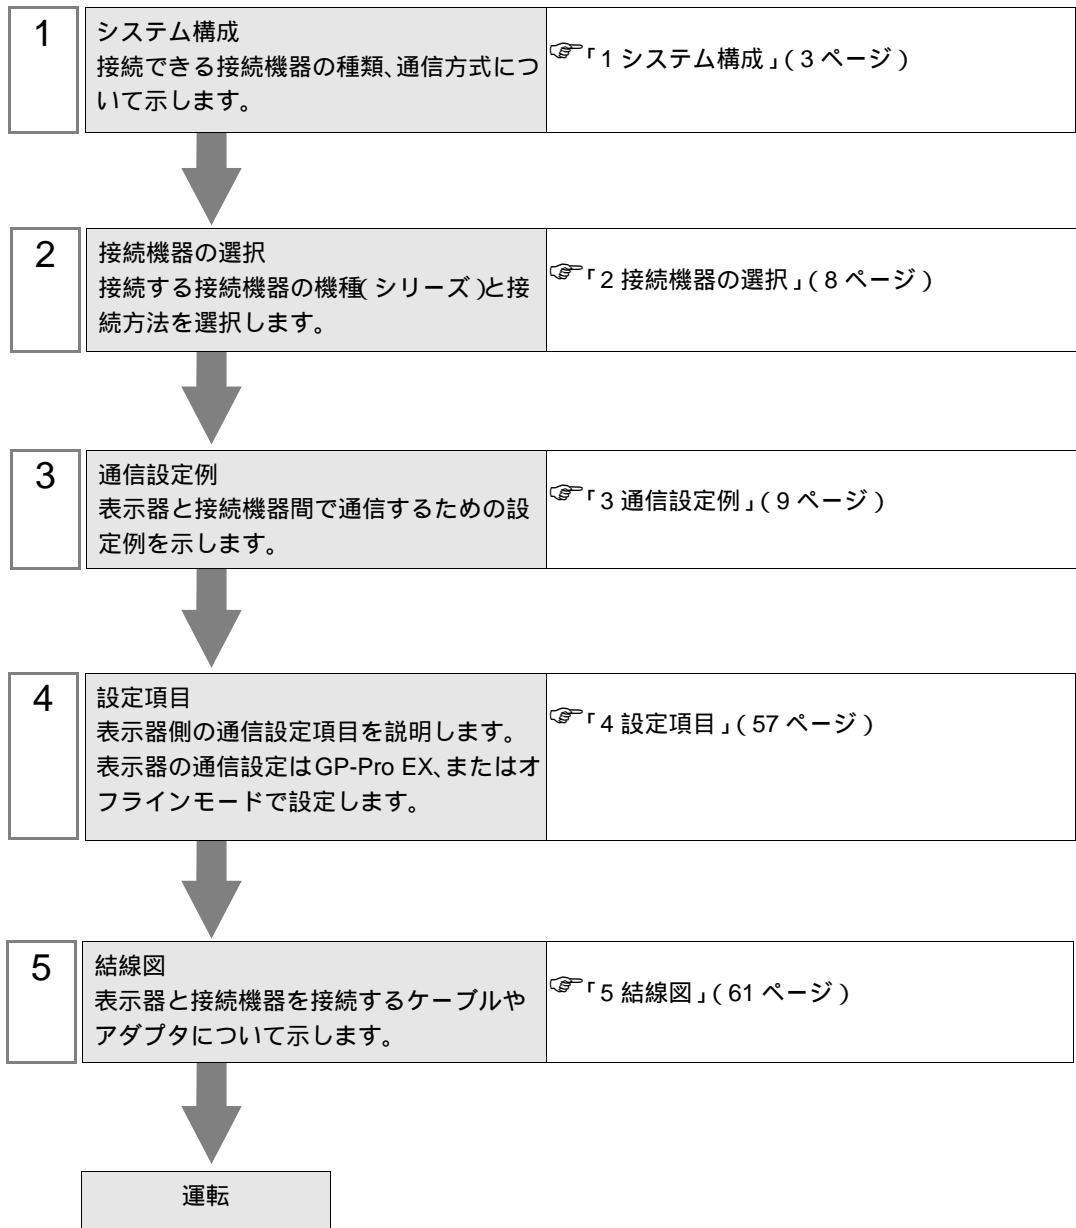 1
システム構成
接続できる接続機器の種類、通信方式につ
いて示します。
☞「1 システム構成」(3 ページ)
2
接続機器の選択
接続する接続機器の機種(シリーズ)と接
続方法を選択します。
☞「2 接続機器の選択」(8 ページ)
3
通信設定例
表示器と接続機器間で通信するための設
定例を示します。
☞「3 通信設定例」(9 ページ)
4
設定項目
表示器側の通信設定項目を説明します。
表示器の通信設定はGP-Pro EX、またはオ
フラインモードで設定します。
☞「4 設定項目」(57 ページ)
5
結線図
表示器と接続機器を接続するケーブルや
アダプタについて示します。
☞「5 結線図」(61 ページ)
運転